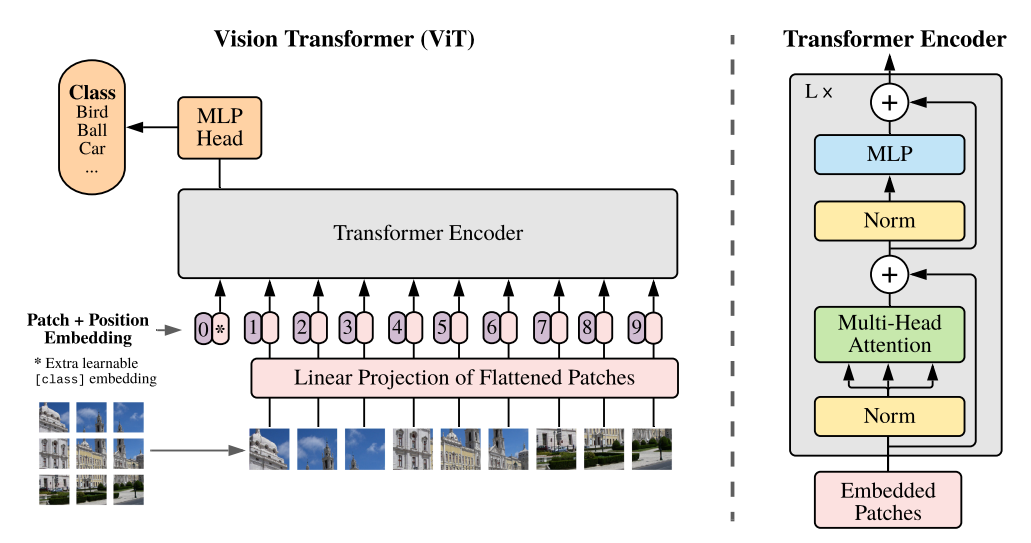 Vision Transformer (ViT)
Class
Bird
Ball
Car
...
MLP
Head
Transformer Encoder
Patch + Position
Embedding
0 * 1 2 3 4 5 6 7 8 9
* Extra learnable
[class] embedding
Linear Projection of Flattened Patches
Transformer Encoder
L x
+
MLP
Norm
+
Multi-Head
Attention
Norm
Embedded
Patches